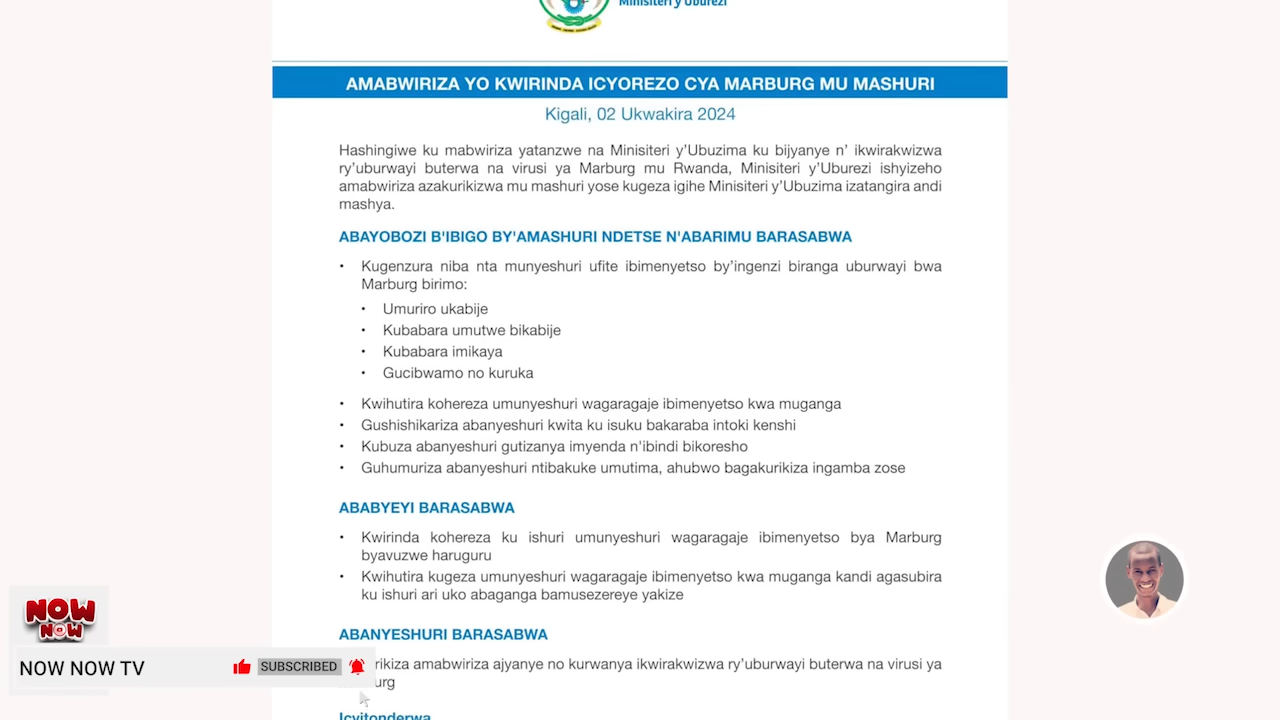 Minisiteri y'Uburezi
AMABWIRIZA YO KWIRINDA ICYOREZO CYA MARBURG MU MASHURI
Kigali, 02 Ukwakira 2024
Hashingiwe ku mabwiriza yatanzwe na Minisiteri y’Ubuzima ku bijyanye n’ ikwirakwizwa
ry’uburwayi buterwa na virusi ya Marburg mu Rwanda, Minisiteri y’Uburezi ishyizeho
amabwiriza azakurikizwa mu mashuri yose kugeza igihe Minisiteri y’Ubuzima izatangira andi
mashya.
ABAYOBOZI B'IBIGO BY'AMASHURI NDETSE N'ABARIMU BARASABWA
• Kugenzura niba nta munyeshuri ufite ibimenyetso by’ingenzi biranga uburwayi bwa
Marburg birimo:
• Umuriro ukabije
• Kubabara umutwe bikabije
• Kubabara imikaya
• Gucibwamo no kuruka
• Kwihutira kohereza umunyeshuri wagaragaje ibimenyetso kwa muganga
• Gushishikariza abanyeshuri kwita ku isuku bakaraba intoki kenshi
• Kubuza abanyeshuri gutizanya imyenda n'ibindi bikoresho
• Guhumuriza abanyeshuri ntibakuke umutima, ahubwo bagakurikiza ingamba zose
ABABYEYI BARASABWA
• Kwirinda kohereza ku ishuri umunyeshuri wagaragaje ibimenyetso bya Marburg
byavuzwe haruguru
• Kwihutira kugeza umunyeshuri wagaragaje ibimenyetso kwa muganga kandi agasubira
ku ishuri ari uko abaganga bamusezereye yakize
ABANYESHURI BARASABWA
rikiza amabwiriza ajyanye no kurwanya ikwirakwizwa ry’uburwayi buterwa na virusi ya
urg
Icyitonderwa
NOW
NOW
NOW NOW TV
SUBSCRIBED